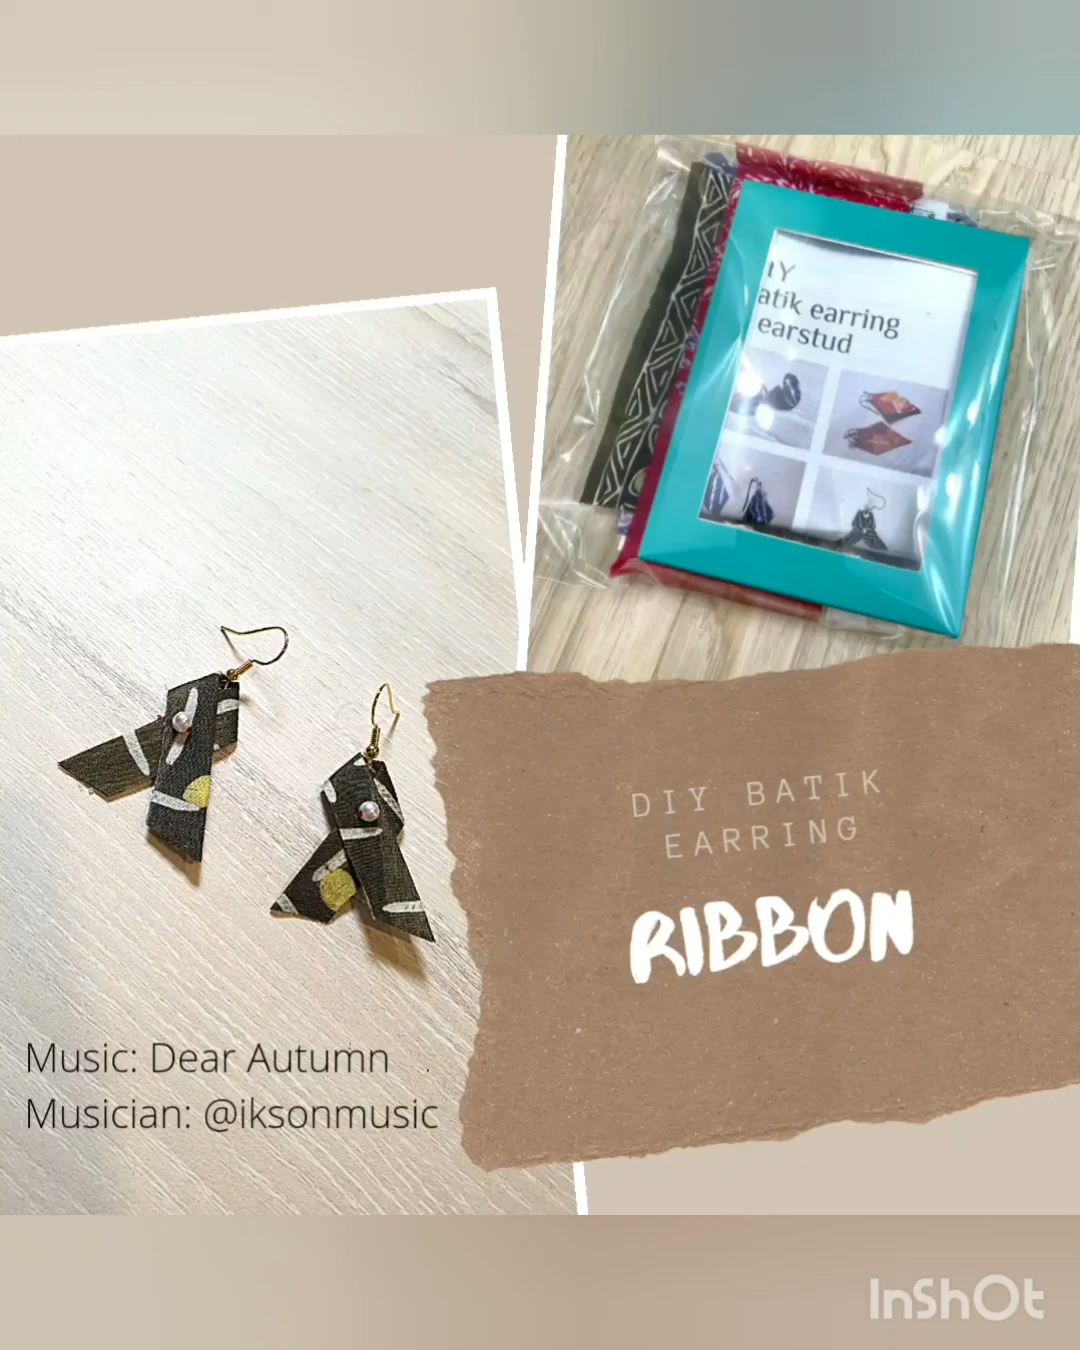 IY
atik earring
earstud
DIY BATIK
EARRING
RIBBON
Music: Dear Autumn
Musician: @iksonmusic
InShOt